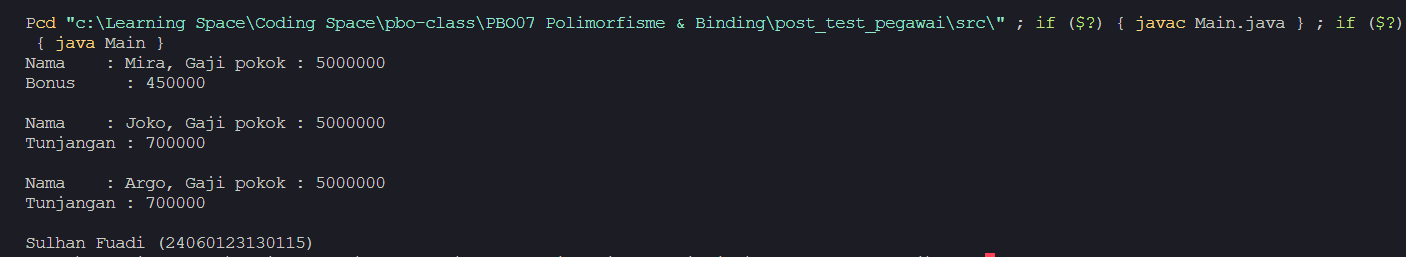 Pcd "c:\Learning Space\Coding Space\pbo-class\PBO07 Polimorfisme & Binding\post_test_pegawai\src\" ; if ($?) { javac Main.java } ; if ($?)
 { java Main }
Nama    : Mira, Gaji pokok : 5000000
Bonus     : 450000

Nama    : Joko, Gaji pokok : 5000000
Tunjangan : 700000

Nama    : Argo, Gaji pokok : 5000000
Tunjangan : 700000

Sulhan Fuadi (24060123130115)